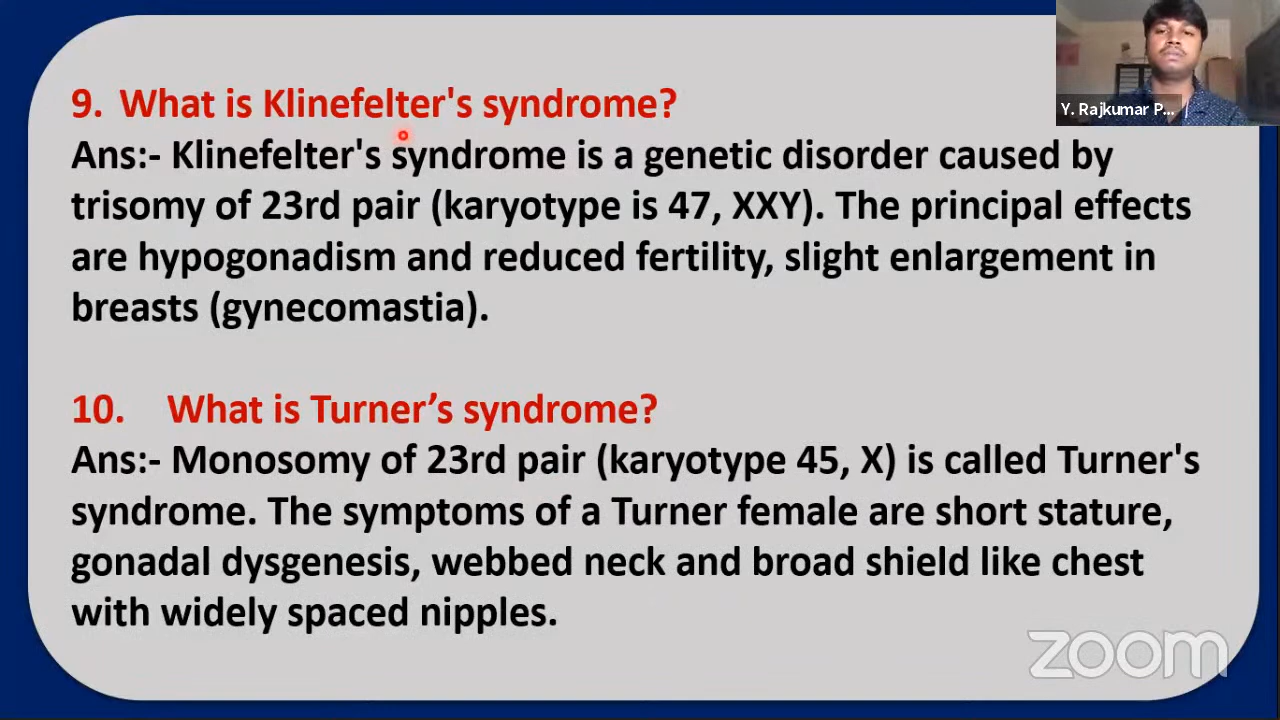 9. What is Klinefelter's syndrome?
Ans:- Klinefelter's syndrome is a genetic disorder caused by
trisomy of 23rd pair (karyotype is 47, XXY). The principal effects
are hypogonadism and reduced fertility, slight enlargement in
breasts (gynecomastia).
10. What is Turner’s syndrome?
Ans:- Monosomy of 23rd pair (karyotype 45, X) is called Turner's
syndrome. The symptoms of a Turner female are short stature,
gonadal dysgenesis, webbed neck and broad shield like chest
with widely spaced nipples.
Y. Rajkumar P...
zoom